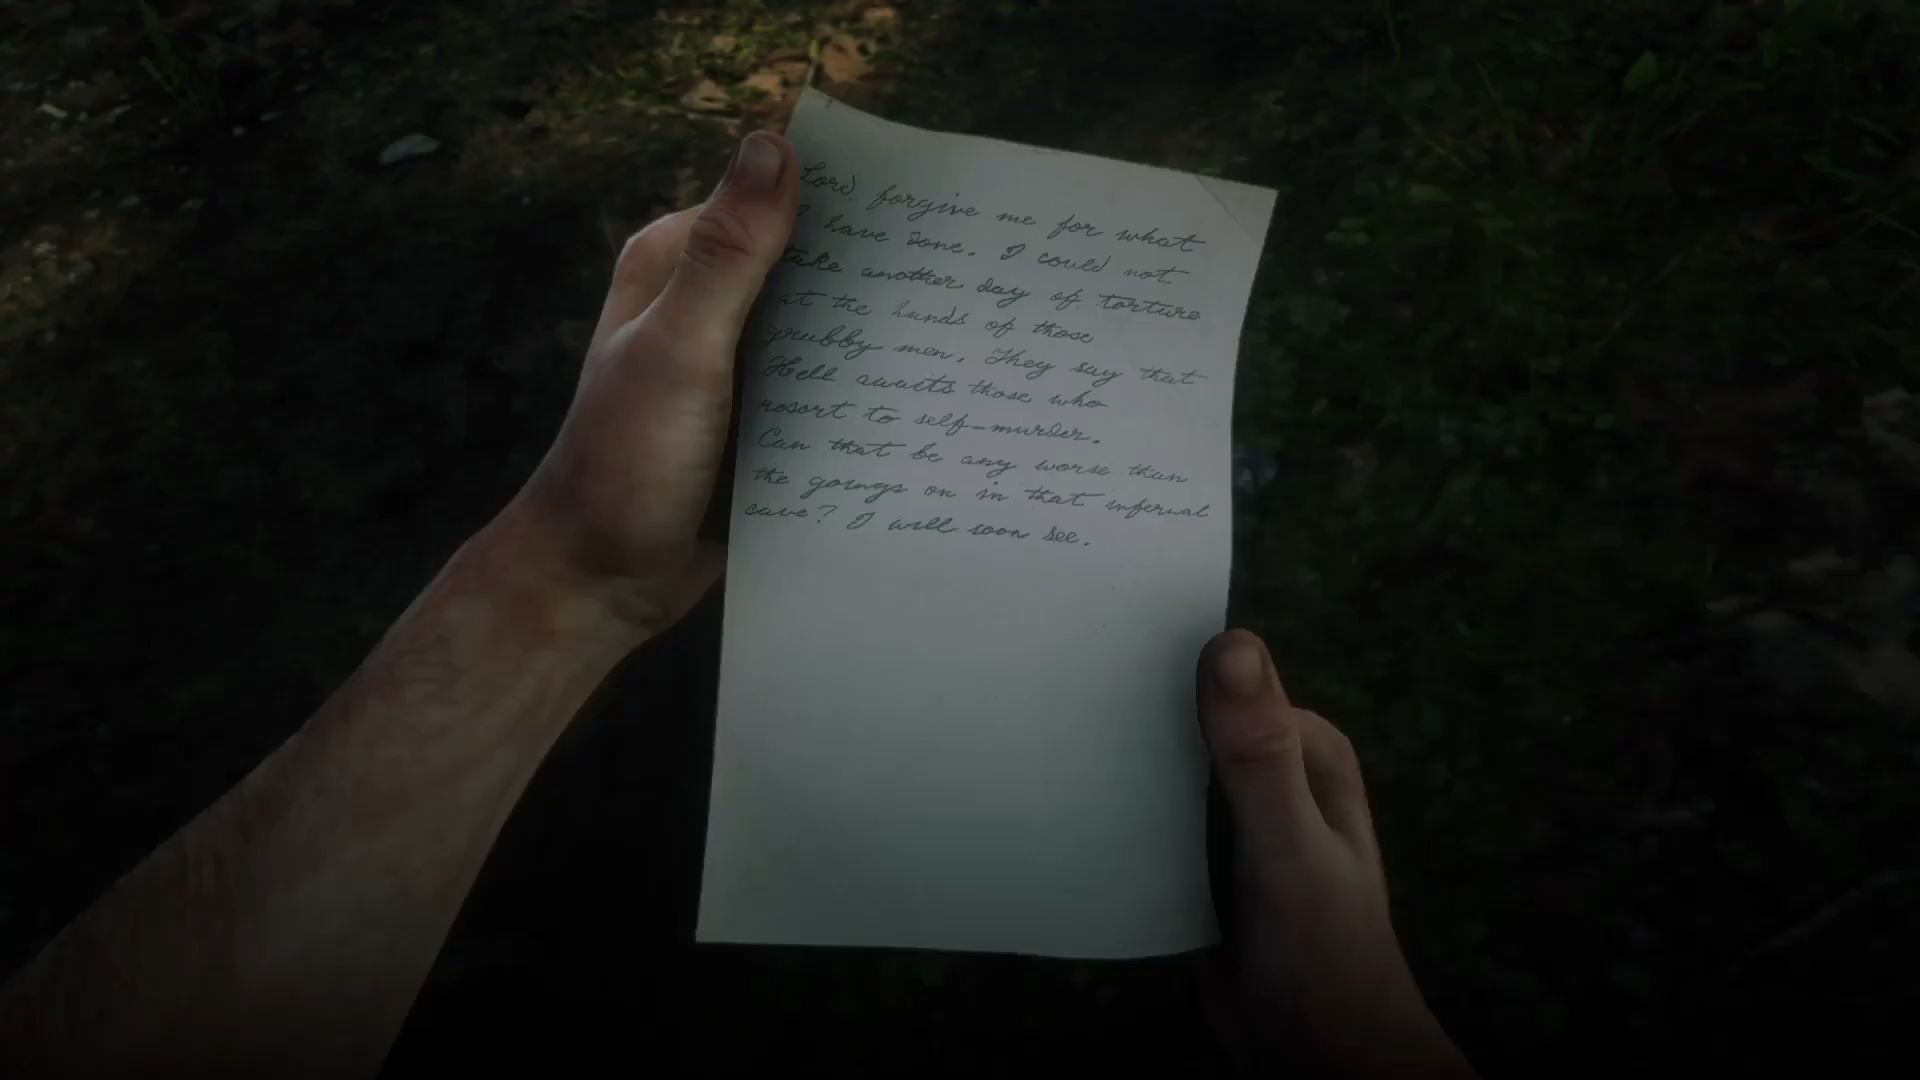 Lord, forgive me for what
I have done. I could not
take another day of torture
at the hands of those
grubby men. They say that
Hell awaits those who
resort to self-murder.
Can that be any worse than
the goings on in that infernal
cave? I will soon see.